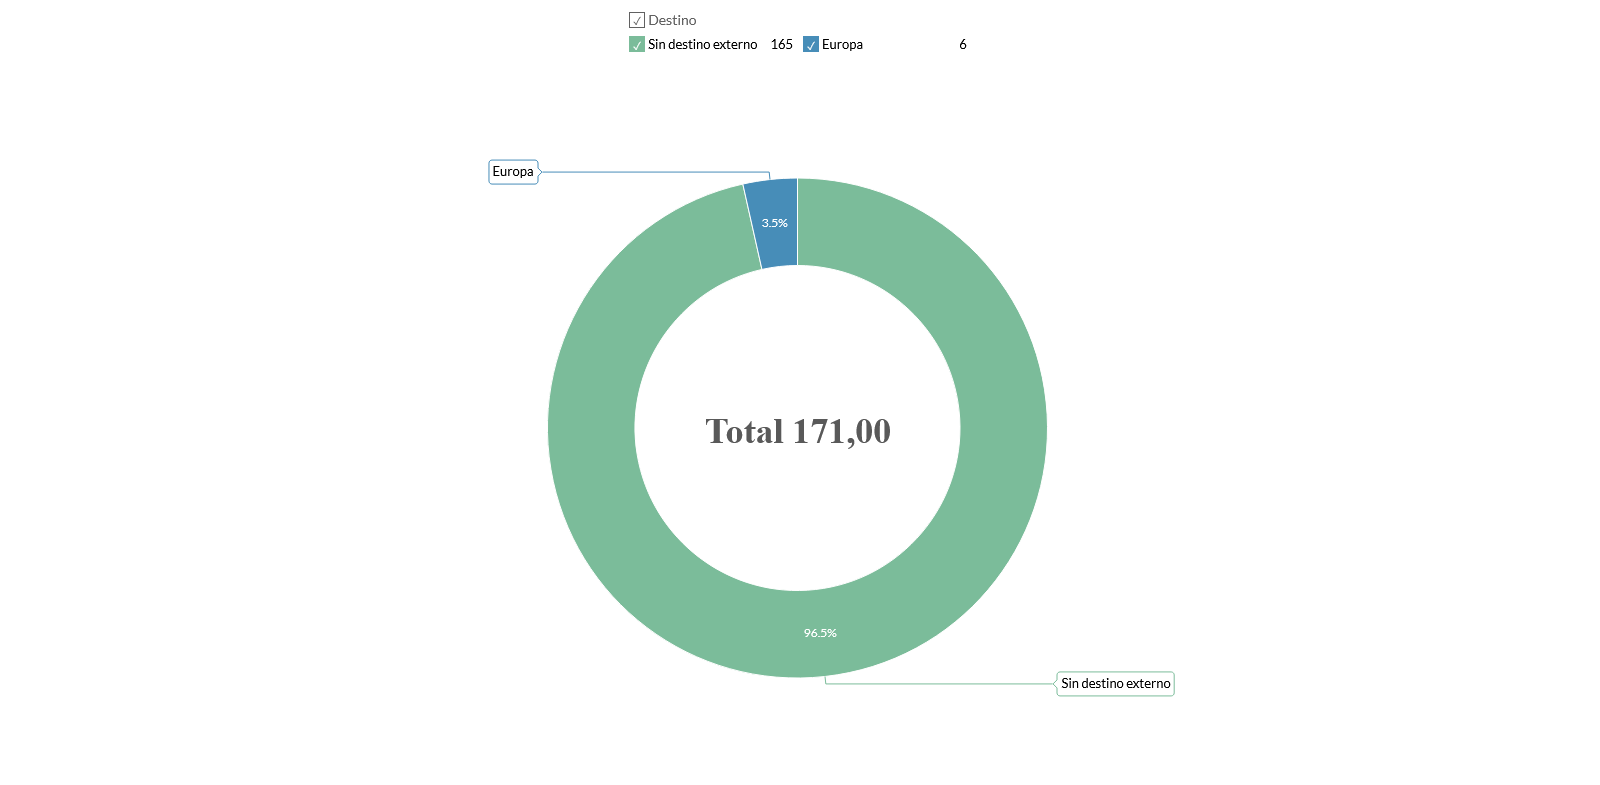 Destino
Sin destino externo 165 Europa 6
Europa
3.5%
Total 171,00
96.5%
Sin destino externo